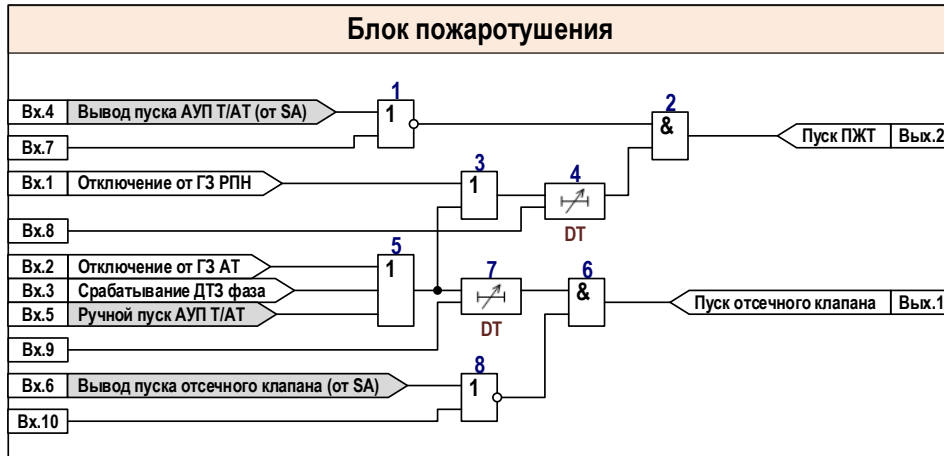 Блок пожаротушения
1
2
Вх.4 Вывод пуска АУП Т/АТ (от SA)
1
&
Пуск ПЖТ Вых.2
Вх.7
3
4
Вх.1 Отключение от ГЗ РПН
1
Вх.8
DT
5
7
6
Вх.2 Отключение от ГЗ АТ
1
Вх.3 Срабатывание ДТЗ фаза
&
Пуск отсечного клапана Вых.1
Вх.5 Ручной пуск АУП Т/АТ
DT
Вх.9
8
Вх.6 Вывод пуска отсечного клапана (от SA)
1
Вх.10